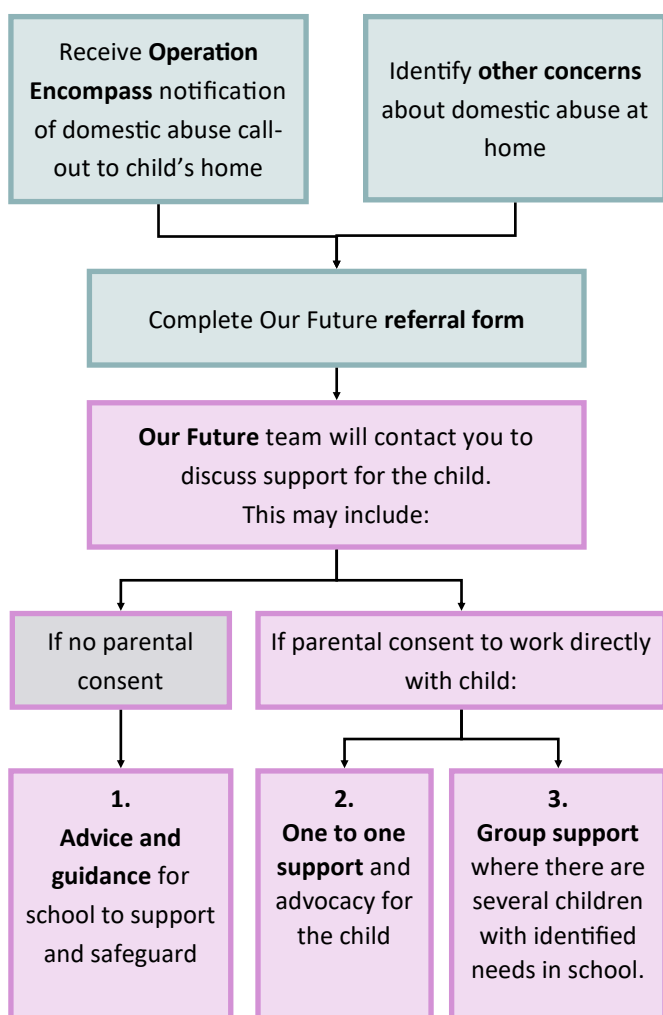 Receive Operation
Encompass notification
of domestic abuse call-
out to child's home
Identify other concerns
about domestic abuse at
home
Complete Our Future referral form
Our Future team will contact you to
discuss support for the child.
This may include:
If no parental
consent
If parental consent to work directly
with child:
1.
Advice and
guidance for
school to support
and safeguard
2.
One to one
support and
advocacy for
the child
3.
Group support
where there are
several children
with identified
needs in school.